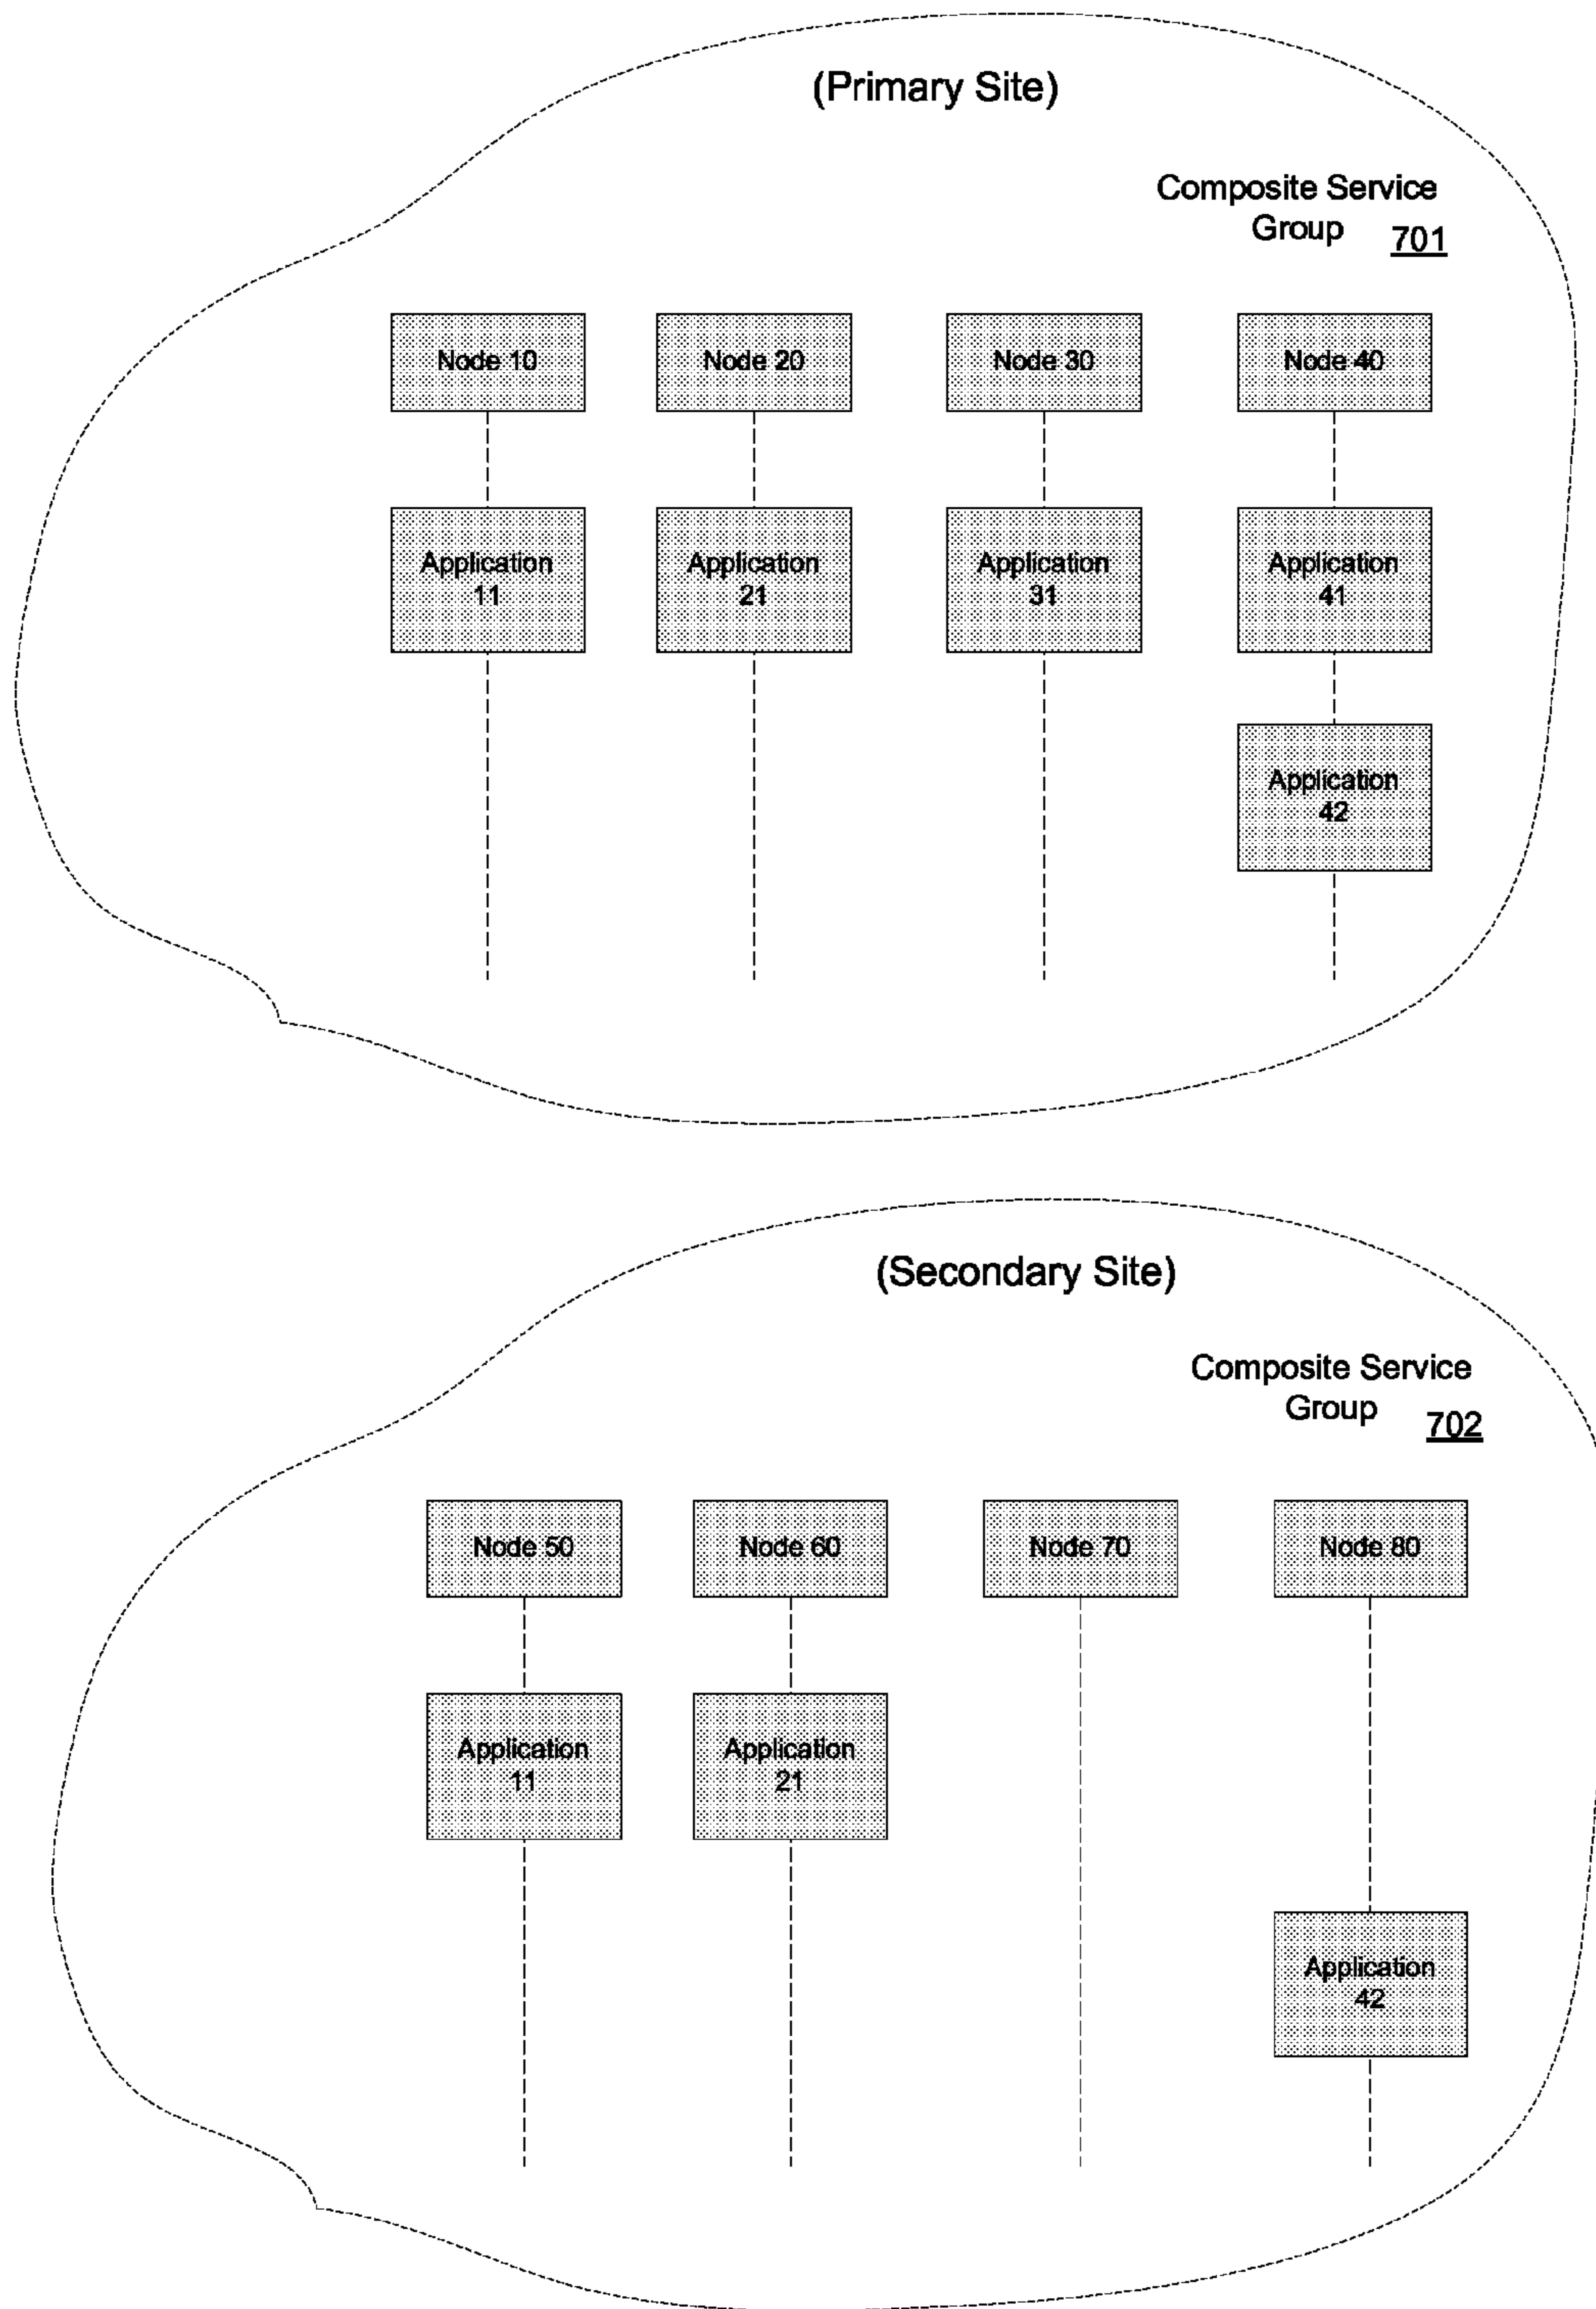 (Primary Site)
Composite Service
Group 701
Node 10
Node 20
Node 30
Node 40
Application
11
Application
21
Application
31
Application
41
Application
42
(Secondary Site)
Composite Service
Group 702
Node 50
Node 60
Node 70
Node 80
Application
11
Application
21
Application
42